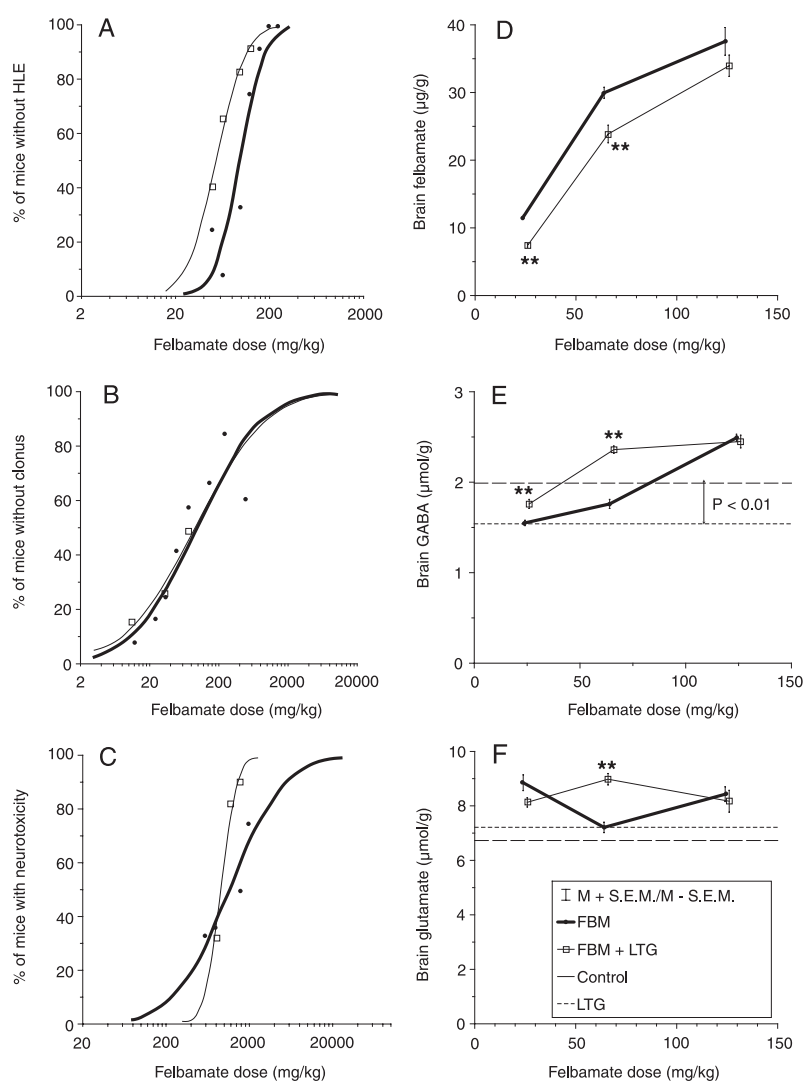 A
% of mice without HLE
100
80
60
40
20
0
2 20 200 2000
Felbamate dose (mg/kg)
D
Brain felbamate (µg/g)
40
30
20
10
0
**
**
0 50 100 150
Felbamate dose (mg/kg)
B
% of mice without clonus
100
80
60
40
20
0
2 20 200 2000 20000
Felbamate dose (mg/kg)
E
Brain GABA (µmol/g)
3
2
1
0
**
**
P < 0.01
0 50 100 150
Felbamate dose (mg/kg)
C
% of mice with neurotoxicity
100
80
60
40
20
0
20 200 2000 20000
Felbamate dose (mg/kg)
F
Brain glutamate (µmol/g)
10
8
6
4
2
0
**
M + S.E.M./M - S.E.M.
FBM
FBM + LTG
Control
LTG
0 50 100 150
Felbamate dose (mg/kg)